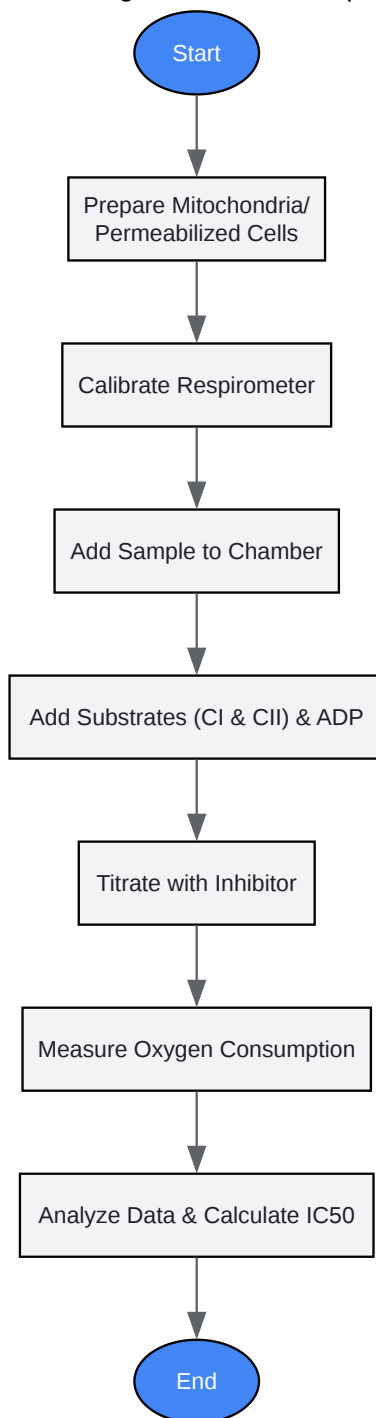 Start
Prepare Mitochondria/
Permeabilized Cells
Calibrate Respirometer
Add Sample to Chamber
Add Substrates (CI & CII) & ADP
Titrate with Inhibitor
Measure Oxygen Consumption
Analyze Data & Calculate IC50
End